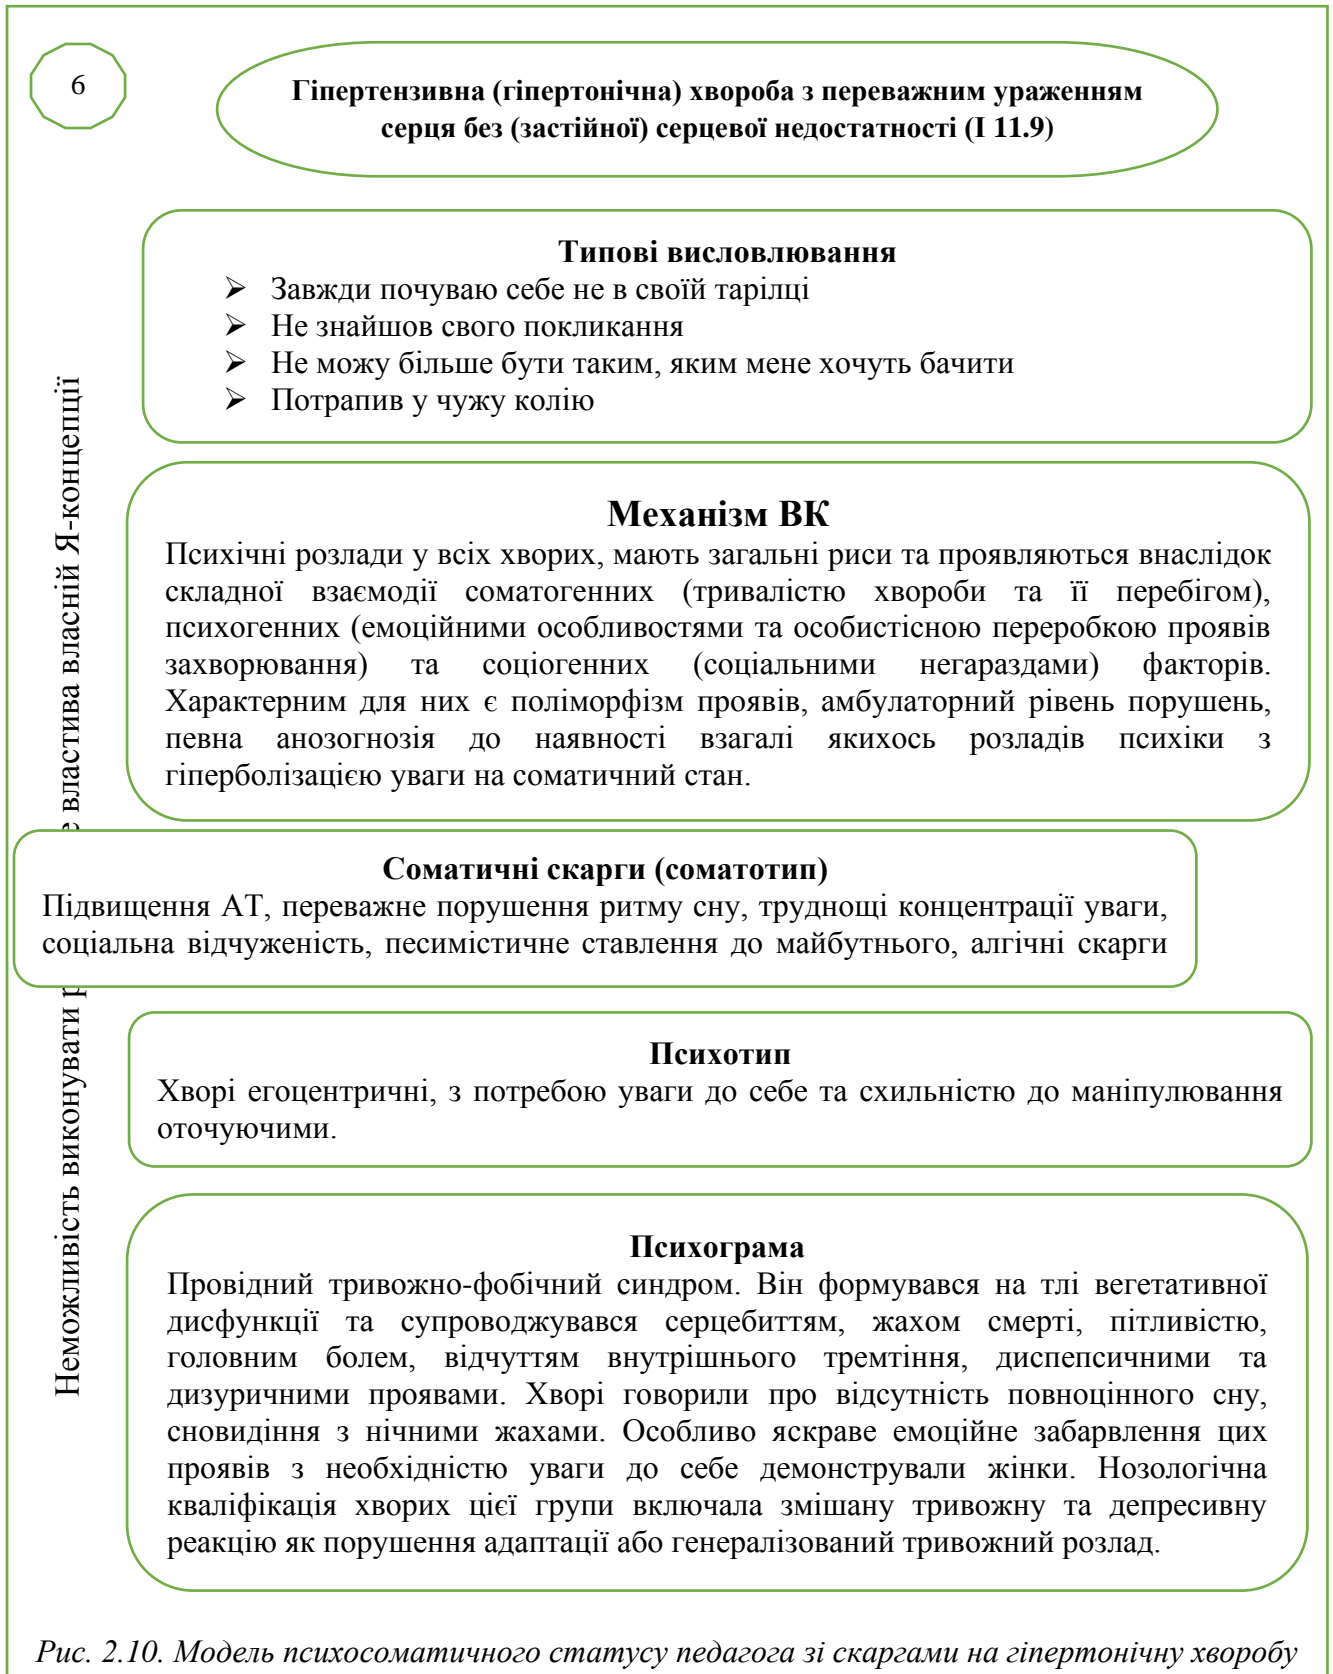 6
Гіпертензивна (гіпертонічна) хвороба з переважним ураженням
серця без (застійної) серцевої недостатності (І 11.9)
Типові висловлювання
➢ Завжди почуваю себе не в своїй тарілці
➢ Не знайшов свого покликання
➢ Не можу більше бути таким, яким мене хочуть бачити
➢ Потрапив у чужу колію
Механізм ВК
Психічні розлади у всіх хворих, мають загальні риси та проявляються внаслідок
складної взаємодії соматогенних (тривалістю хвороби та її перебігом),
психогенних (емоційними особливостями та особистісною переробкою проявів
захворювання) та соціогенних (соціальними негараздами) факторів.
Характерним для них є поліморфізм проявів, амбулаторний рівень порушень,
певна анозогнозія до наявності взагалі якихось розладів психіки з
гіперболізацією уваги на соматичний стан.
Соматичні скарги (соматотип)
Підвищення АТ, переважне порушення ритму сну, труднощі концентрації уваги,
соціальна відчуженість, песимістичне ставлення до майбутнього, алгічні скарги
Психотип
Хворі егоцентричні, з потребою уваги до себе та схильністю до маніпулювання
оточуючими.
Психограма
Провідний тривожно-фобічний синдром. Він формувався на тлі вегетативної
дисфункції та супроводжувався серцебиттям, жахом смерті, пітливістю,
головним болем, відчуттям внутрішнього тремтіння, диспепсичними та
дизуричними проявами. Хворі говорили про відсутність повноцінного сну,
сновидіння з нічними жахами. Особливо яскраве емоційне забарвлення цих
проявів з необхідністю уваги до себе демонстрували жінки. Нозологічна
кваліфікація хворих цієї групи включала змішану тривожну та депресивну
реакцію як порушення адаптації або генералізований тривожний розлад.
Неможливість виконувати властива власній Я-концепції
Рис. 2.10. Модель психосоматичного статусу педагога зі скаргами на гіпертонічну хворобу